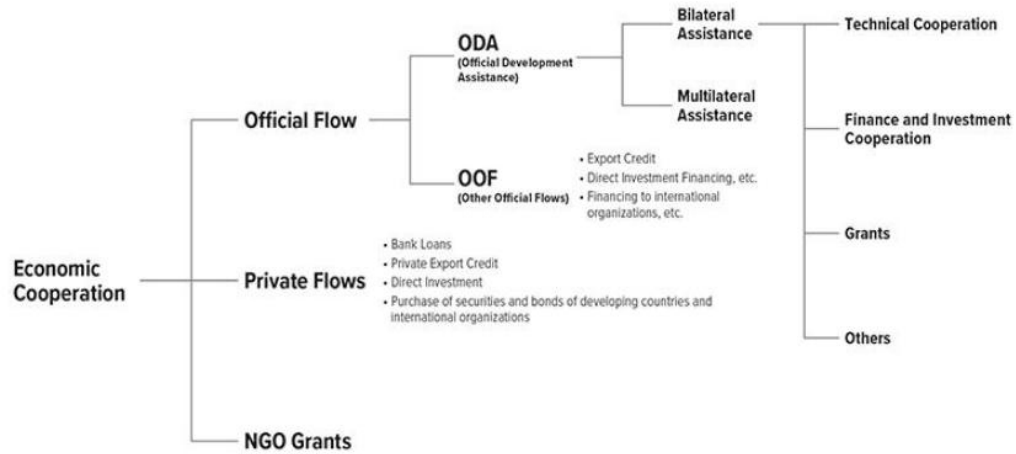 Economic
Cooperation
Official Flow
ODA
(Official Development
Assistance)
Bilateral
Assistance
Technical Cooperation
Finance and Investment
Cooperation
Grants
Others
Multilateral
Assistance
OOF
(Other Official Flows)
• Export Credit
• Direct Investment Financing, etc.
• Financing to international
organizations, etc.
Private Flows
• Bank Loans
• Private Export Credit
• Direct Investment
• Purchase of securities and bonds of developing countries and
international organizations
NGO Grants